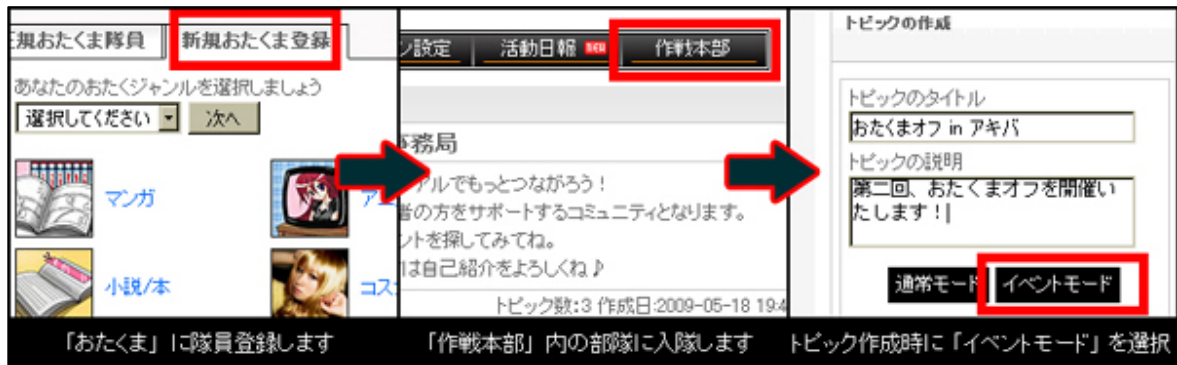 正規おたくま隊員
新規おたくま登録
あなたのおたくジャンルを選択しましょう
選択してください
次へ
マンガ
アニ
小説/本
コス
「おたくま」に隊員登録します
ン設定
活動日報 NEW
作戦本部
事務局
アルでもっとつながろう！
者の方をサポートするコミュニティとなります。
ントを探してみてね。
は自己紹介をよろしくね♪
トピック数:3 作成日:2009-05-18 19:4
「作戦本部」内の部隊に入隊します
トピックの作成
トピックのタイトル
おたくまオフ in アキバ
トピックの説明
第二回、おたくまオフを開催い
たします！
通常モード
イベントモード
トピック作成時に「イベントモード」を選択